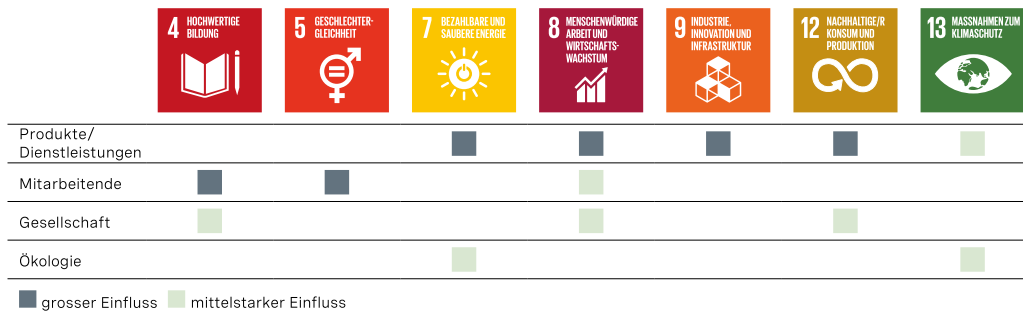 4 HOCHWERTIGE
BILDUNG
5 GESCHLECHTER-
GLEICHHEIT
7 BEZAHLBARE UND
SAUBERE ENERGIE
8 MENSCHENWÜRDIGE
ARBEIT UND
WIRTSCHAFTS-
WACHSTUM
9 INDUSTRIE,
INNOVATION UND
INFRASTRUKTUR
12 NACHHALTIGE/R
KONSUM UND
PRODUKTION
13 MASSNAHMEN ZUM
KLIMASCHUTZ
Produkte/
Dienstleistungen
Mitarbeitende
Gesellschaft
Ökologie
grosser Einfluss mittelstarker Einfluss